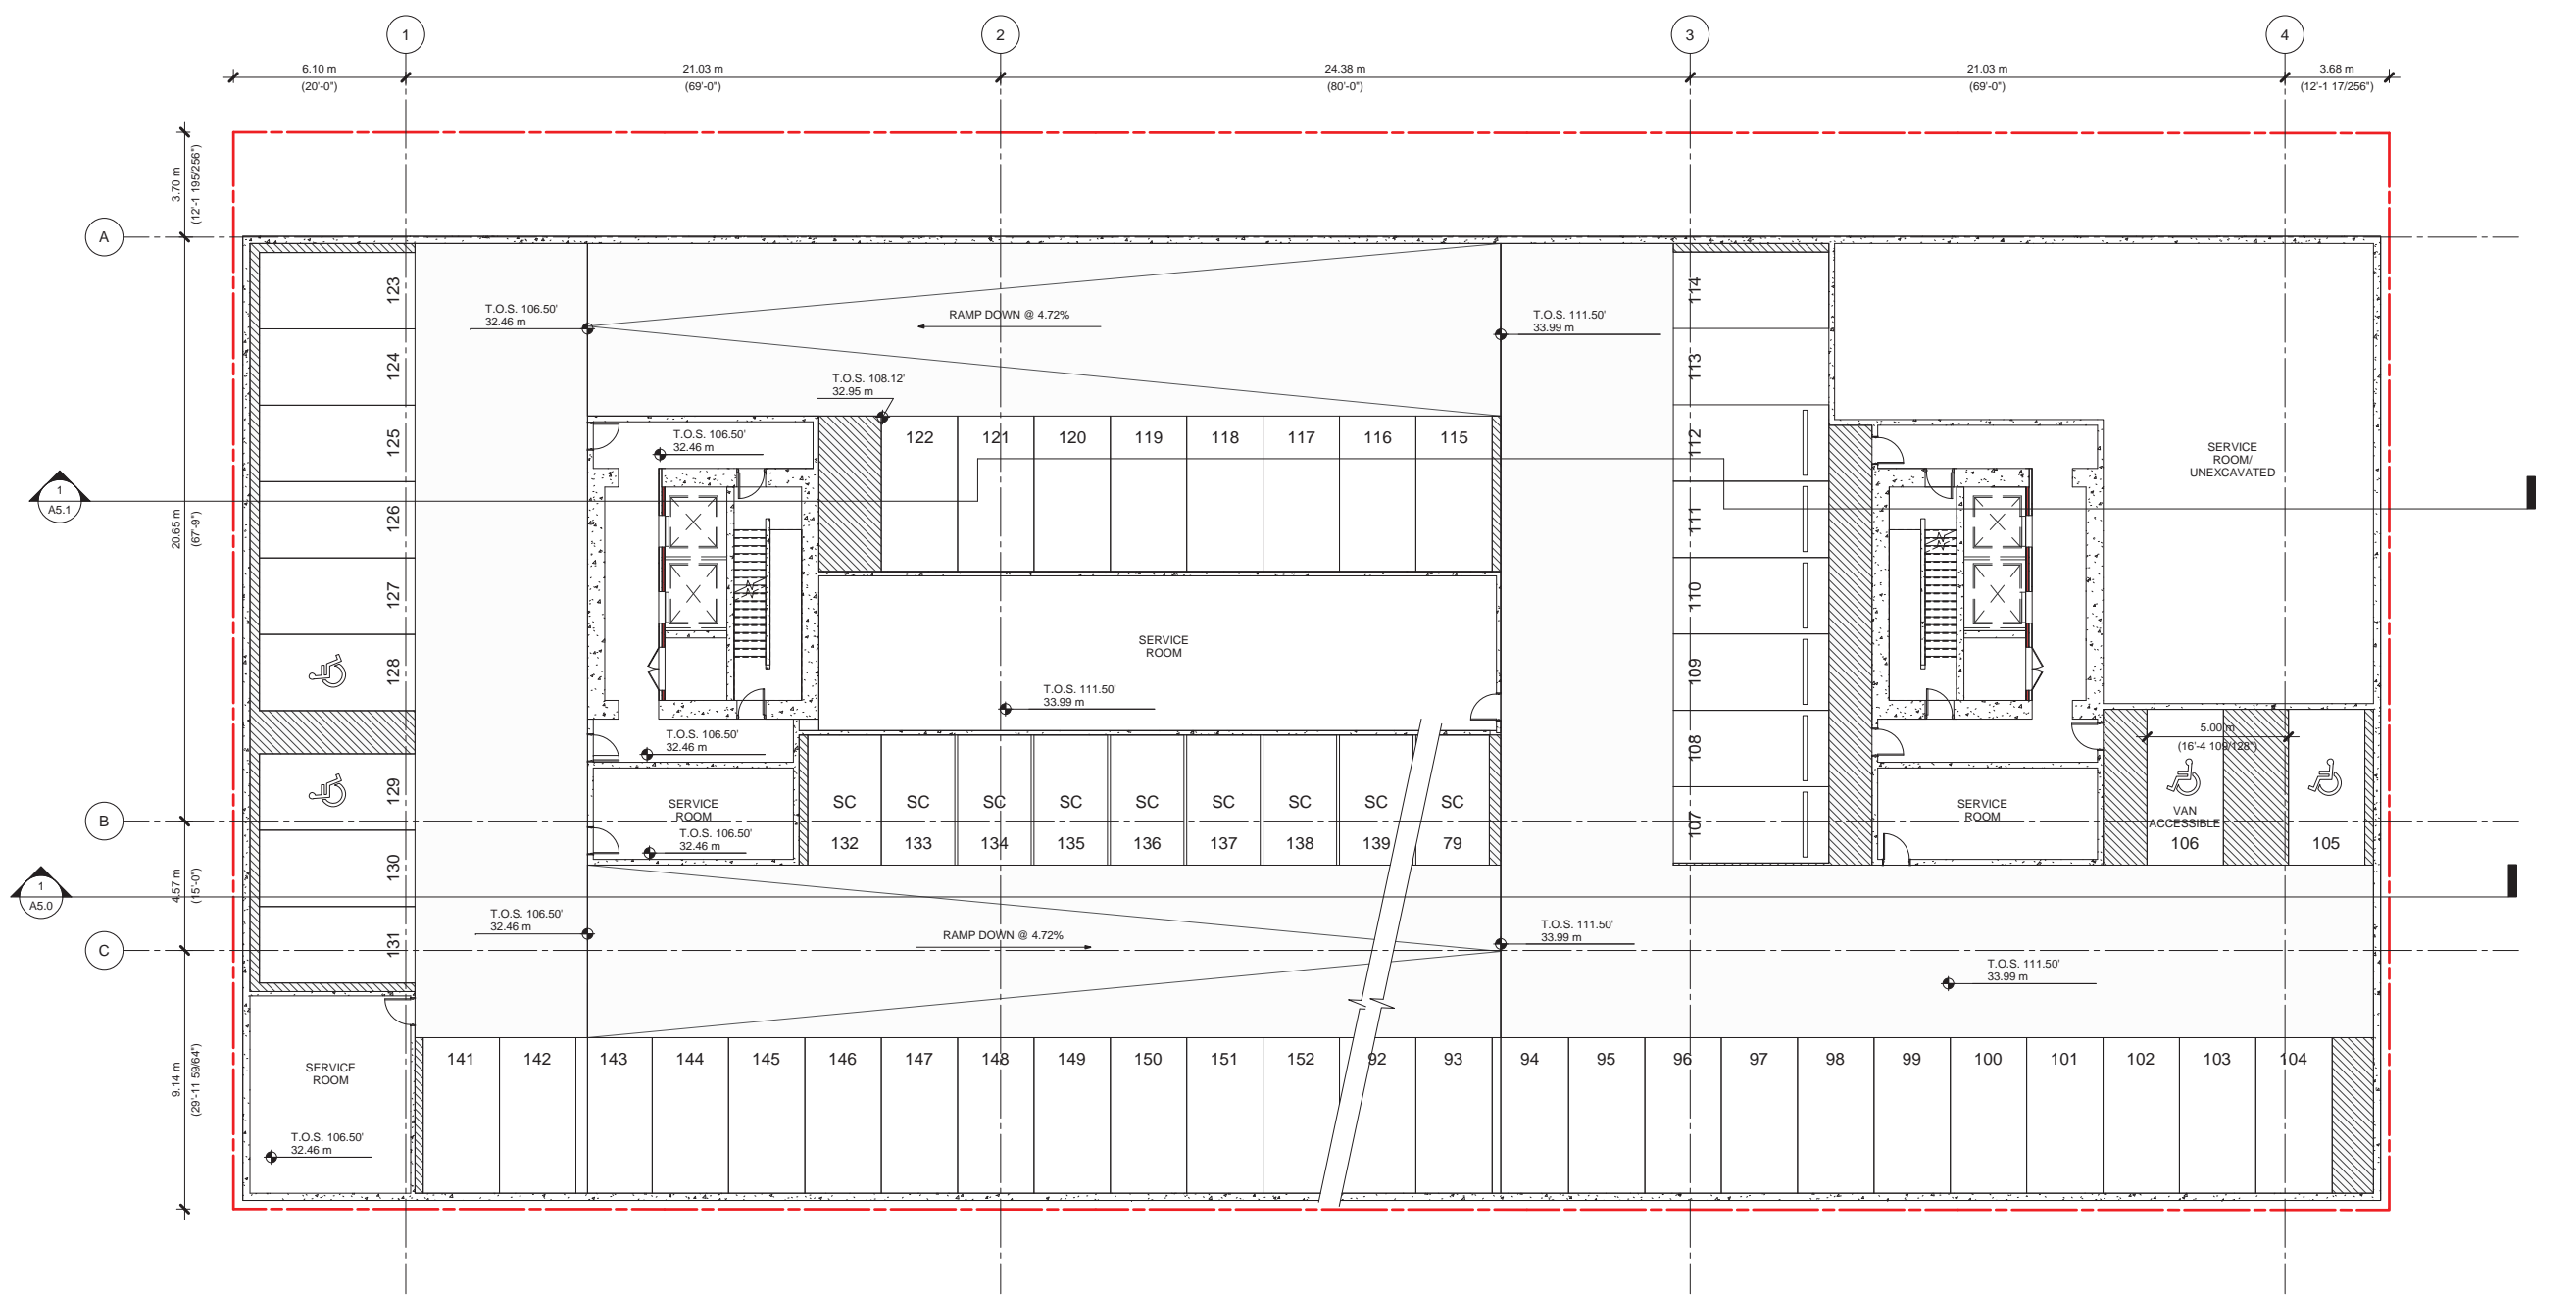 1
2
3
4
6.10 m
(20'-0")
21.03 m
(69'-0")
24.38 m
(80'-0")
21.03 m
(69'-0")
3.68 m
(12'-1 17/256")
3.70 m
(12'-1 195/256")
A
20.65 m
(67'-9")
B
4.57 m
(15'-0")
C
9.14 m
(29'-11 59/64")
1
A5.1
1
A5.0
123
124
125
126
127
128
129
130
131
T.O.S. 106.50'
32.46 m
RAMP DOWN @ 4.72%
T.O.S. 111.50'
33.99 m
T.O.S. 108.12'
32.95 m
T.O.S. 106.50'
32.46 m
122
121
120
119
118
117
116
115
114
113
112
111
110
109
108
107
SERVICE
ROOM/
UNEXCAVATED
SERVICE
ROOM
T.O.S. 111.50'
33.99 m
T.O.S. 106.50'
32.46 m
SERVICE
ROOM
T.O.S. 106.50'
32.46 m
SC
SC
SC
SC
SC
SC
SC
SC
SC
132
133
134
135
136
137
138
139
79
SERVICE
ROOM
5.00 m
(16'-4 109/128")
VAN
ACCESSIBLE
106
105
T.O.S. 106.50'
32.46 m
RAMP DOWN @ 4.72%
T.O.S. 111.50'
33.99 m
T.O.S. 111.50'
33.99 m
SERVICE
ROOM
T.O.S. 106.50'
32.46 m
141
142
143
144
145
146
147
148
149
150
151
152
92
93
94
95
96
97
98
99
100
101
102
103
104